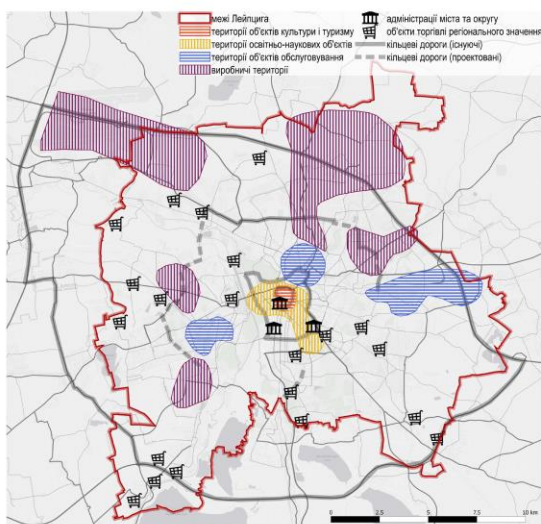 межі Лейпцига
території об'єктів культури і туризму
території освітньо-наукових об'єктів
території об'єктів обслуговування
виробничі території
адміністрації міста та округу
об'єкти торгівлі регіонального значення
кільцеві дороги (існуючі)
кільцеві дороги (проектовані)
0 2.5 5 7.5 10 km